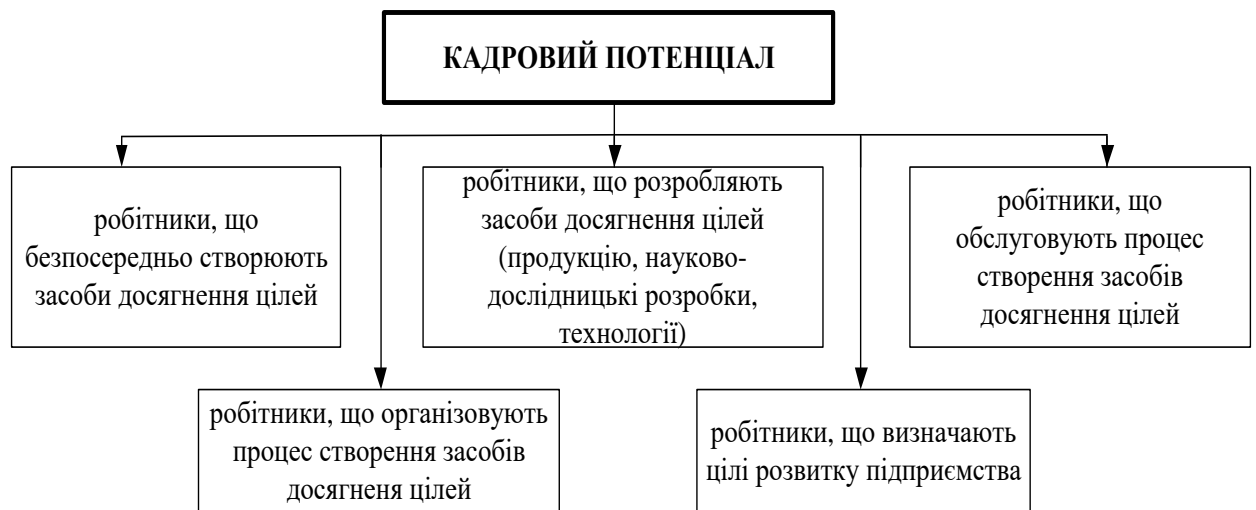 КАДРОВИЙ ПОТЕНЦІАЛ
робітники, що
безпосередньо створюють
засоби досягнення цілей
робітники, що розробляють
засоби досягнення цілей
(продукцію, науково-
дослідницькі розробки,
технології)
робітники, що
обслуговують процес
створення засобів
досягнення цілей
робітники, що організовують
процес створення засобів
досягненя цілей
робітники, що визначають
цілі розвитку підприємства